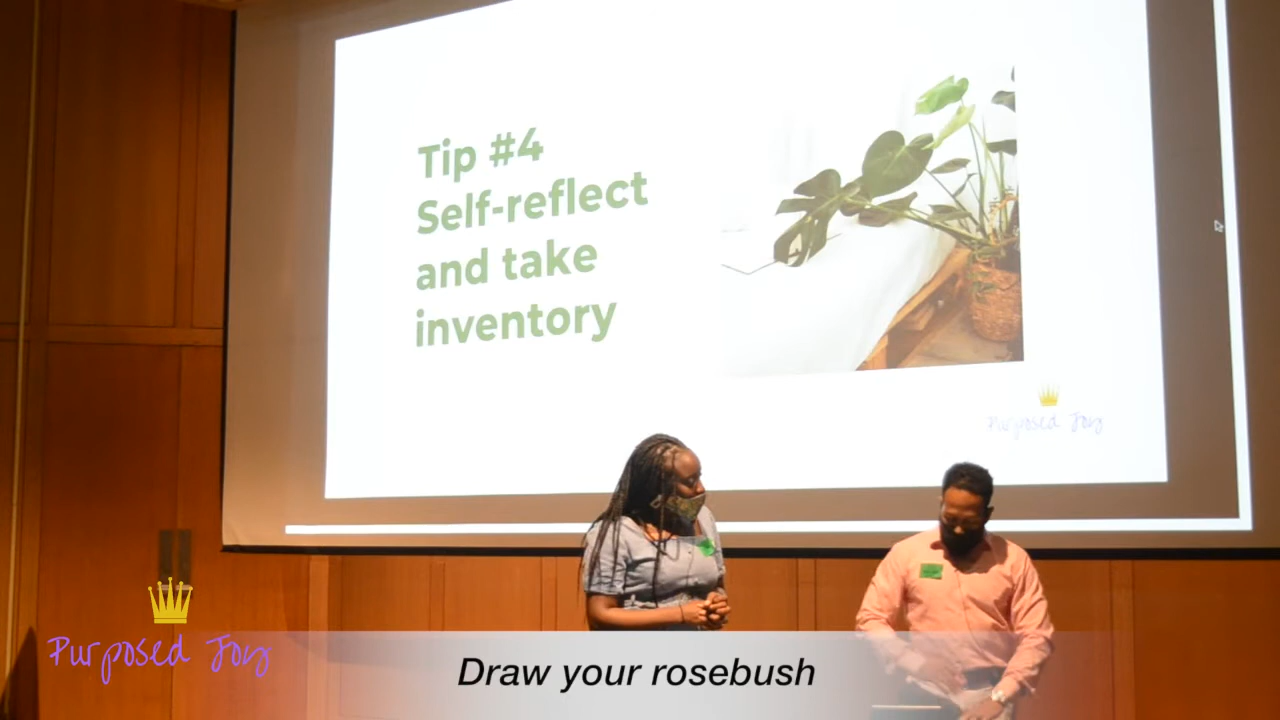 Tip #4
Self-reflect
and take
inventory
Purposed Joy
Purposed Joy
Draw your rosebush